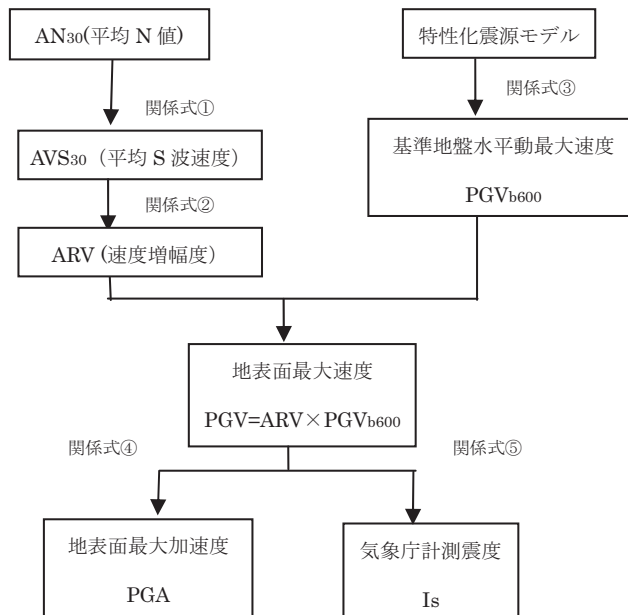 AN30(平均 N 値)
特性化震源モデル
関係式①
関係式③
AVS30（平均 S 波速度）
基準地盤水平動最大速度
PGVb600
関係式②
ARV (速度増幅度）
地表面最大速度
PGV=ARV×PGVb600
関係式④
関係式⑤
地表面最大加速度
PGA
気象庁計測震度
Is